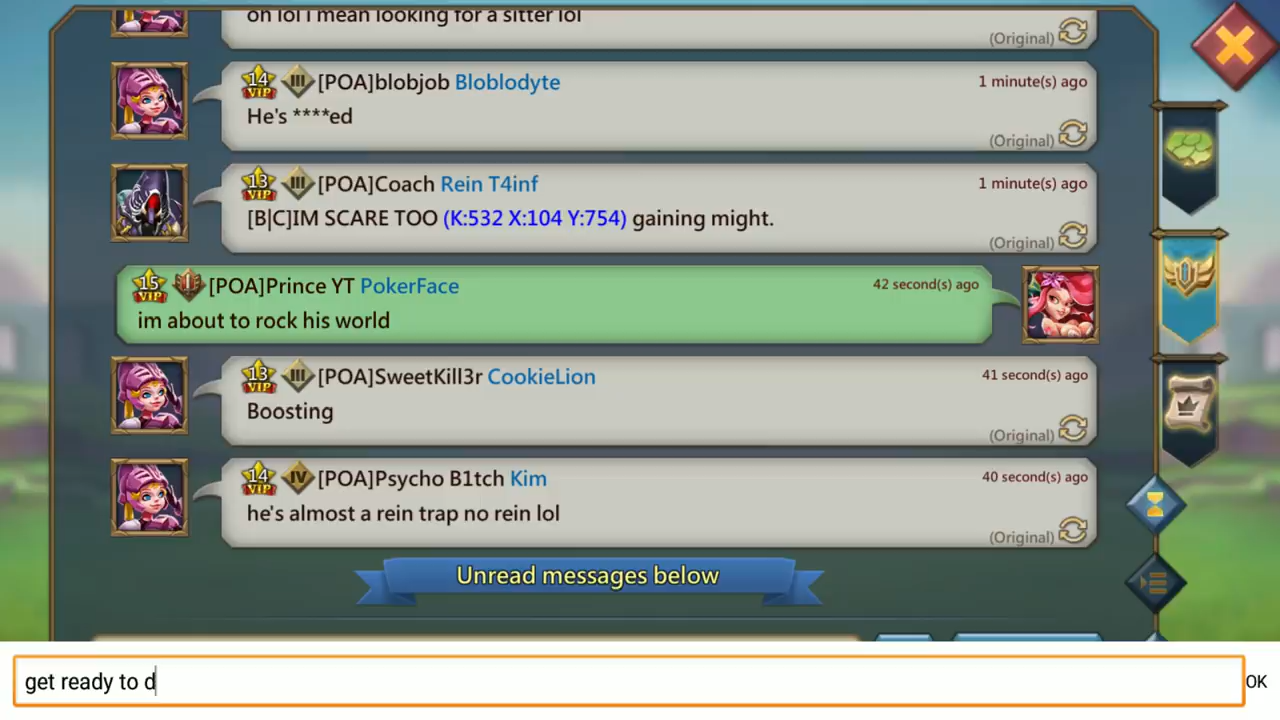 oh lol i mean looking for a sitter lol
(Original)
14 VIP III [POA]blobjob Bloblodyte 1 minute(s) ago
He's ****ed
(Original)
13 VIP III [POA]Coach Rein T4inf 1 minute(s) ago
[B|C]IM SCARE TOO (K:532 X:104 Y:754) gaining might.
(Original)
15 VIP [POA]Prince YT PokerFace 42 second(s) ago
im about to rock his world
13 VIP III [POA]SweetKill3r CookieLion 41 second(s) ago
Boosting
(Original)
14 VIP IV [POA]Psycho B1tch Kim 40 second(s) ago
he's almost a rein trap no rein lol
(Original)
Unread messages below
get ready to d
OK